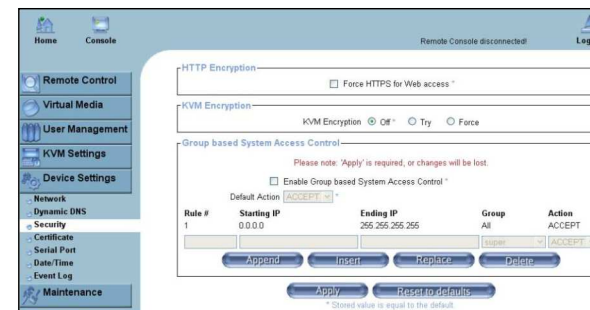 Home Console
Remote Console disconnected!
Remote Control
Virtual Media
User Management
KVM Settings
Device Settings
Network
Dynamic DNS
Security
Certificate
Serial Port
Date/Time
Event Log
Maintenance
HTTP Encryption
Force HTTPS for Web access *
KVM Encryption
KVM Encryption Off * Try Force
Group based System Access Control
Please note: 'Apply' is required, or changes will be lost.
Enable Group based System Access Control *
Default Action ACCEPT *
Rule # Starting IP Ending IP Group Action
1 0.0.0.0 255.255.255.255 All ACCEPT
super ACCEPT
Append Insert Replace Delete
Apply Reset to defaults
* Stored value is equal to the default.